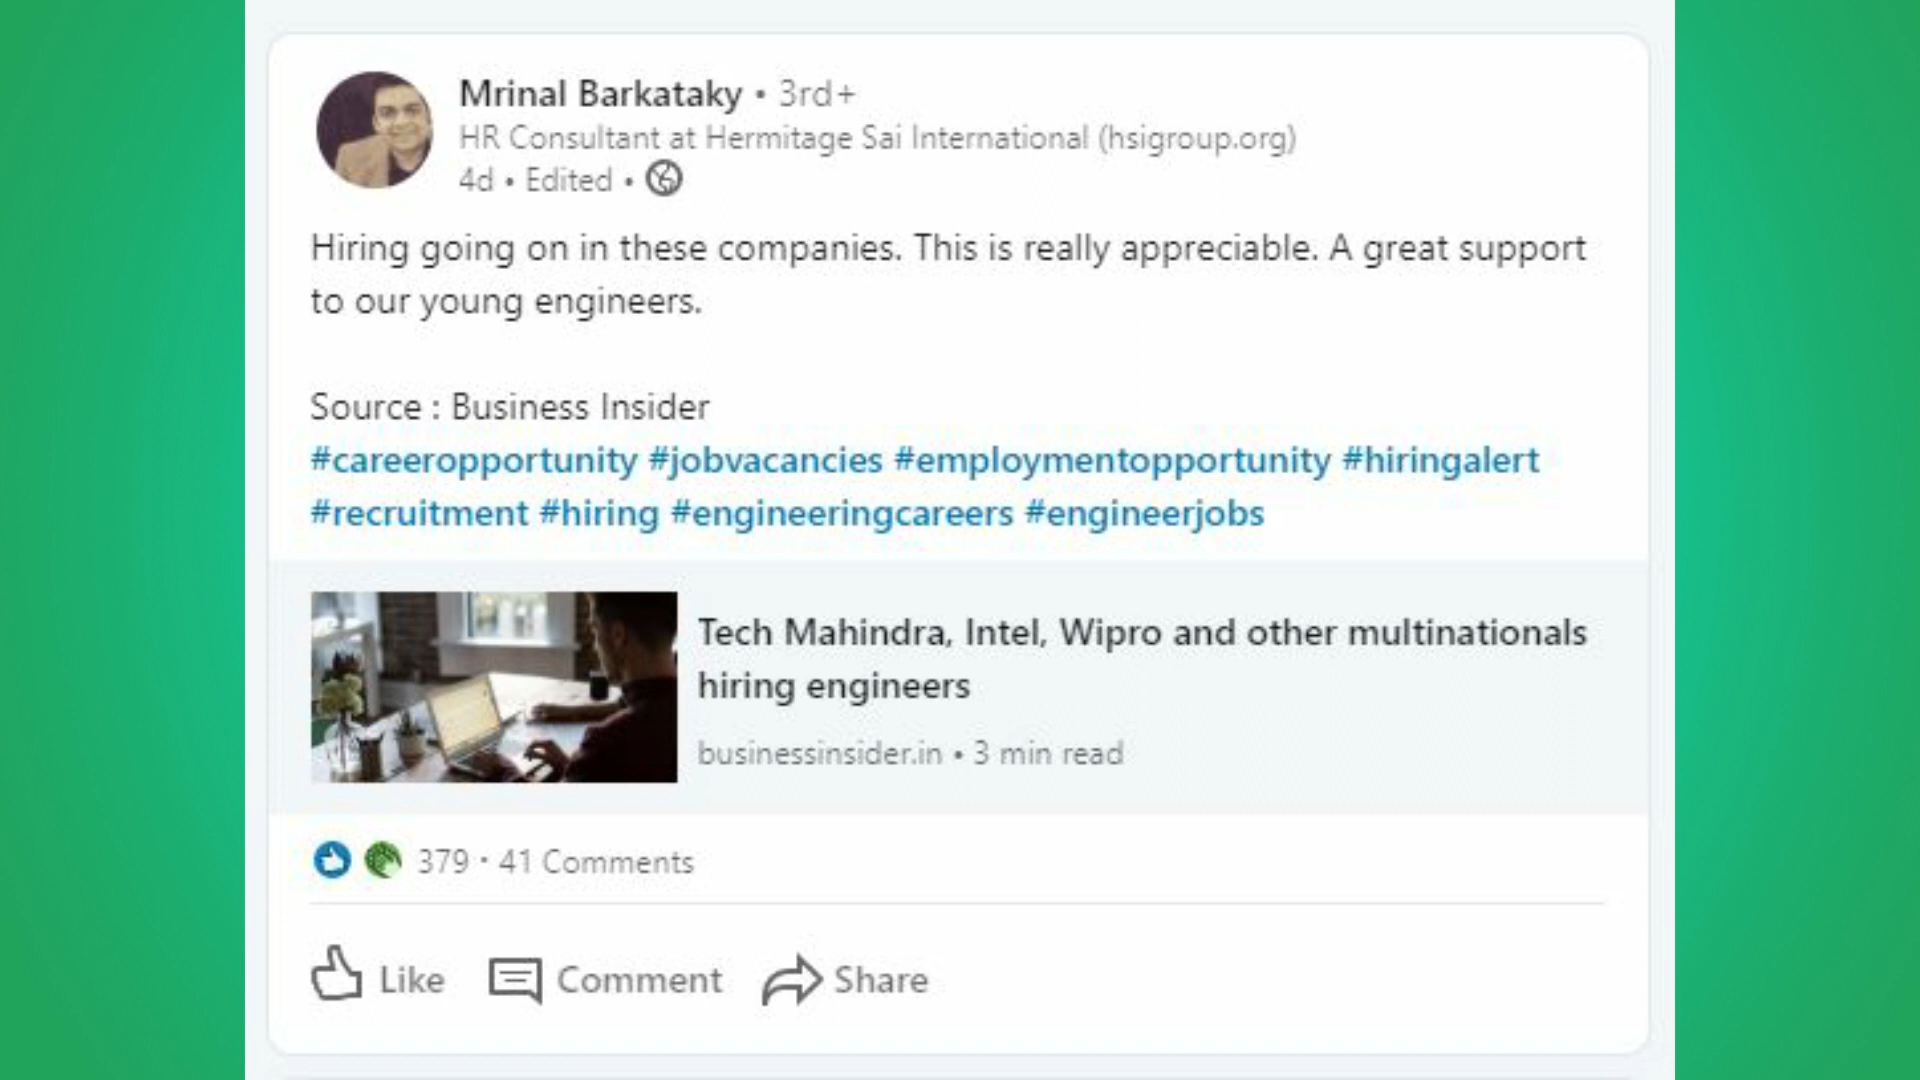 Mrinal Barkataky • 3rd+
HR Consultant at Hermitage Sai International (hsigroup.org)
4d • Edited •
Hiring going on in these companies. This is really appreciable. A great support
to our young engineers.
Source : Business Insider
#careeropportunity #jobvacancies #employmentopportunity #hiringalert
#recruitment #hiring #engineeringcareers #engineerjobs
Tech Mahindra, Intel, Wipro and other multinationals
hiring engineers
businessinsider.in • 3 min read
379 · 41 Comments
Like Comment Share